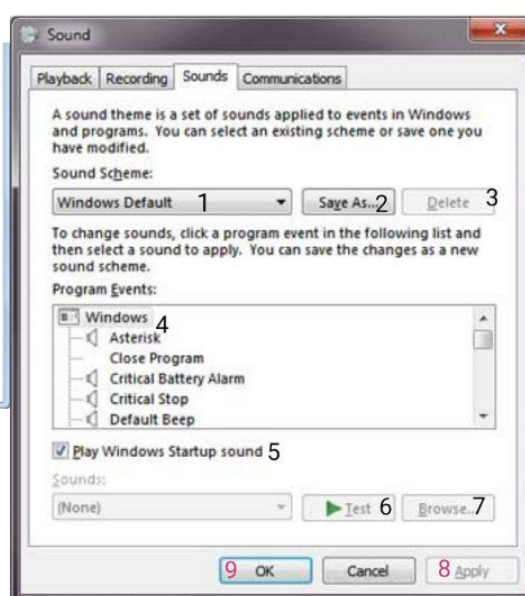 Sound
Playback Recording Sounds Communications
A sound theme is a set of sounds applied to events in Windows
and programs. You can select an existing scheme or save one you
have modified.
Sound Scheme:
Windows Default 1 Save As... 2 Delete 3
To change sounds, click a program event in the following list and
then select a sound to apply. You can save the changes as a new
sound scheme.
Program Events:
Windows 4
Asterisk
Close Program
Critical Battery Alarm
Critical Stop
Default Beep
Play Windows Startup sound 5
Sounds:
(None) Test 6 Browse... 7
9 OK Cancel 8 Apply